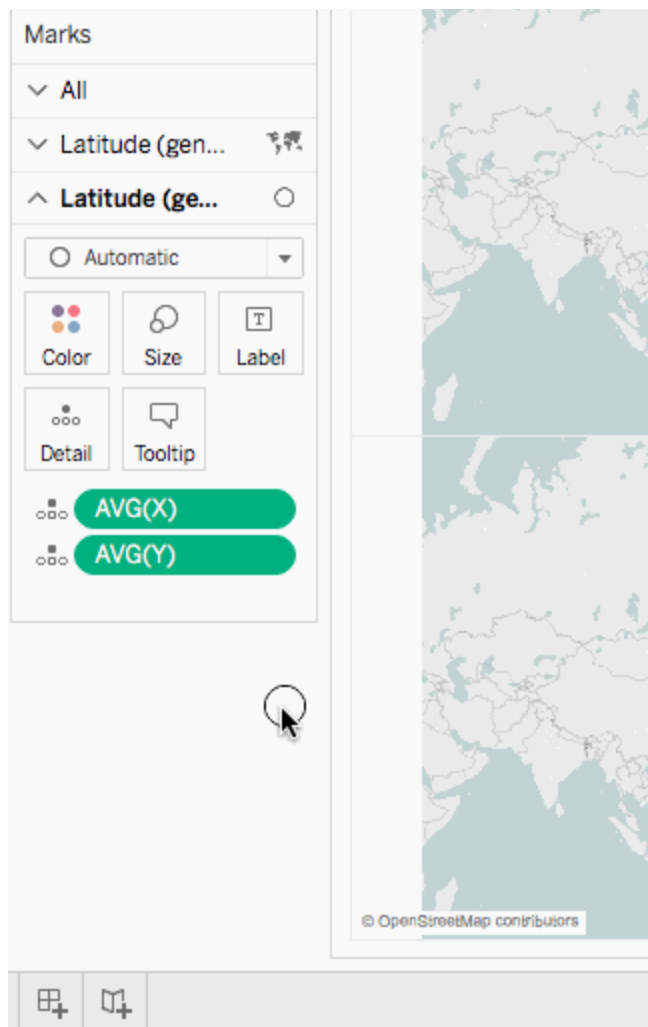 Marks
All
Latitude (gen...
Latitude (ge...
Automatic
Color
Size
T
Label
Detail
Tooltip
AVG(X)
AVG(Y)
© OpenStreetMap contributors